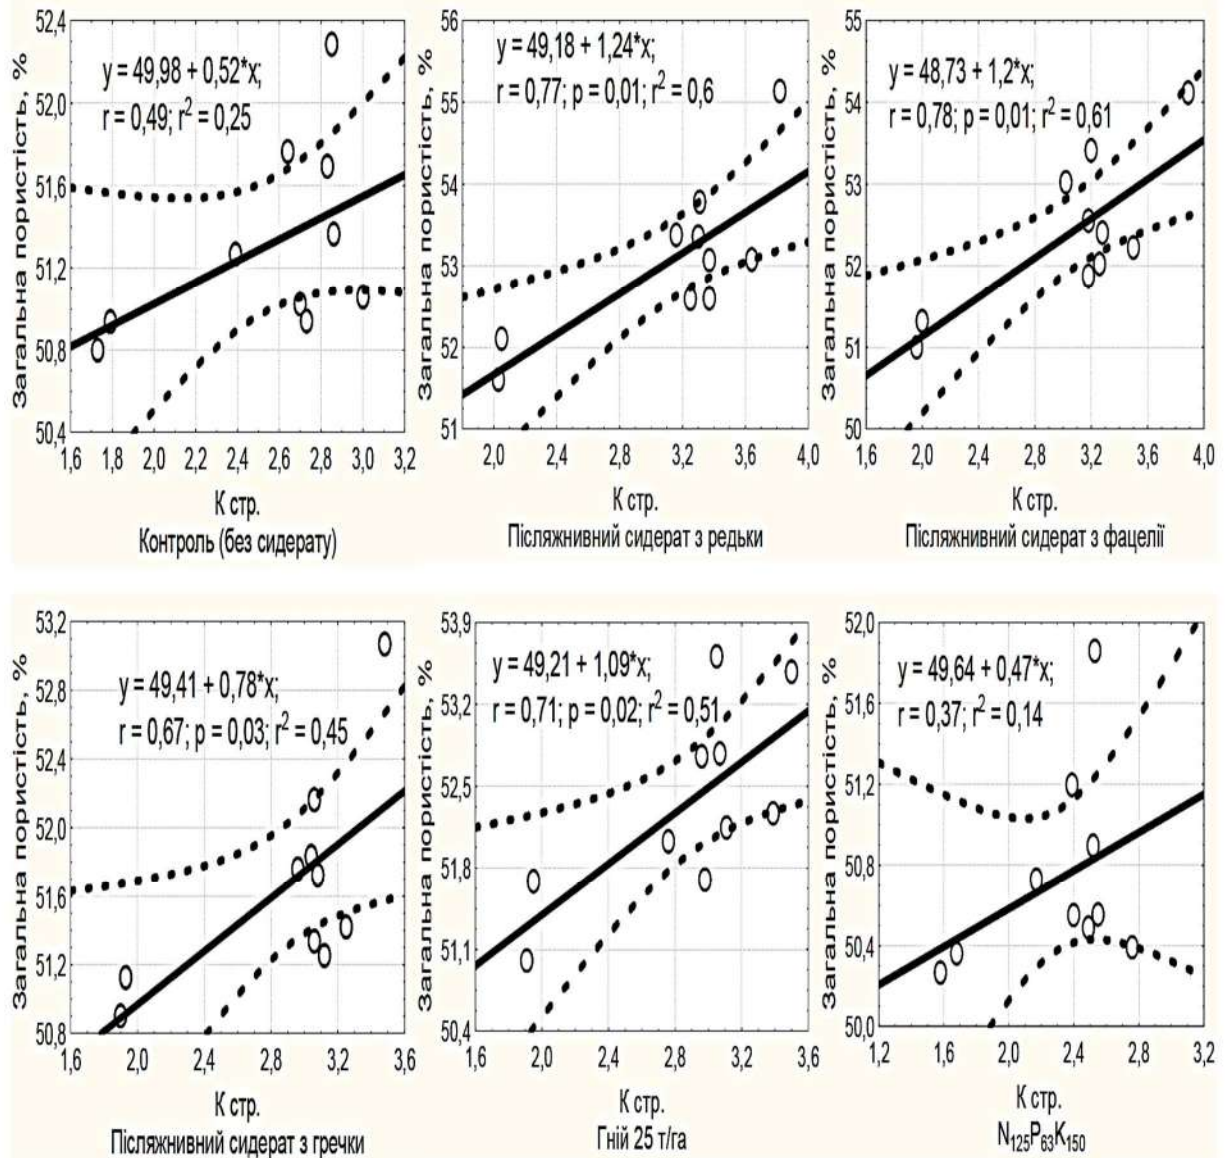 Загальна пористість, %
52,4
52,0
51,6
51,2
50,8
50,4
y = 49,98 + 0,52*x;
r = 0,49; r² = 0,25
1,6 1,8 2,0 2,2 2,4 2,6 2,8 3,0 3,2
К стр.
Контроль (без сидерату)
Загальна пористість, %
56
55
54
53
52
51
y = 49,18 + 1,24*x;
r = 0,77; p = 0,01; r² = 0,6
2,0 2,4 2,8 3,2 3,6 4,0
К стр.
Післяжнивний сидерат з редьки
Загальна пористість, %
55
54
53
52
51
50
y = 48,73 + 1,2*x;
r = 0,78; p = 0,01; r² = 0,61
1,6 2,0 2,4 2,8 3,2 3,6 4,0
К стр.
Післяжнивний сидерат з фацелії
Загальна пористість, %
53,2
52,8
52,4
52,0
51,6
51,2
50,8
y = 49,41 + 0,78*x;
r = 0,67; p = 0,03; r² = 0,45
1,6 2,0 2,4 2,8 3,2 3,6
К стр.
Післяжнивний сидерат з гречки
Загальна пористість, %
53,9
53,2
52,5
51,8
51,1
50,4
y = 49,21 + 1,09*x;
r = 0,71; p = 0,02; r² = 0,51
1,6 2,0 2,4 2,8 3,2 3,6
К стр.
Гній 25 т/га
Загальна пористість, %
52,0
51,6
51,2
50,8
50,4
50,0
y = 49,64 + 0,47*x;
r = 0,37; r² = 0,14
1,2 1,6 2,0 2,4 2,8 3,2
К стр.
N₁₂₅P₆₃K₁₅₀